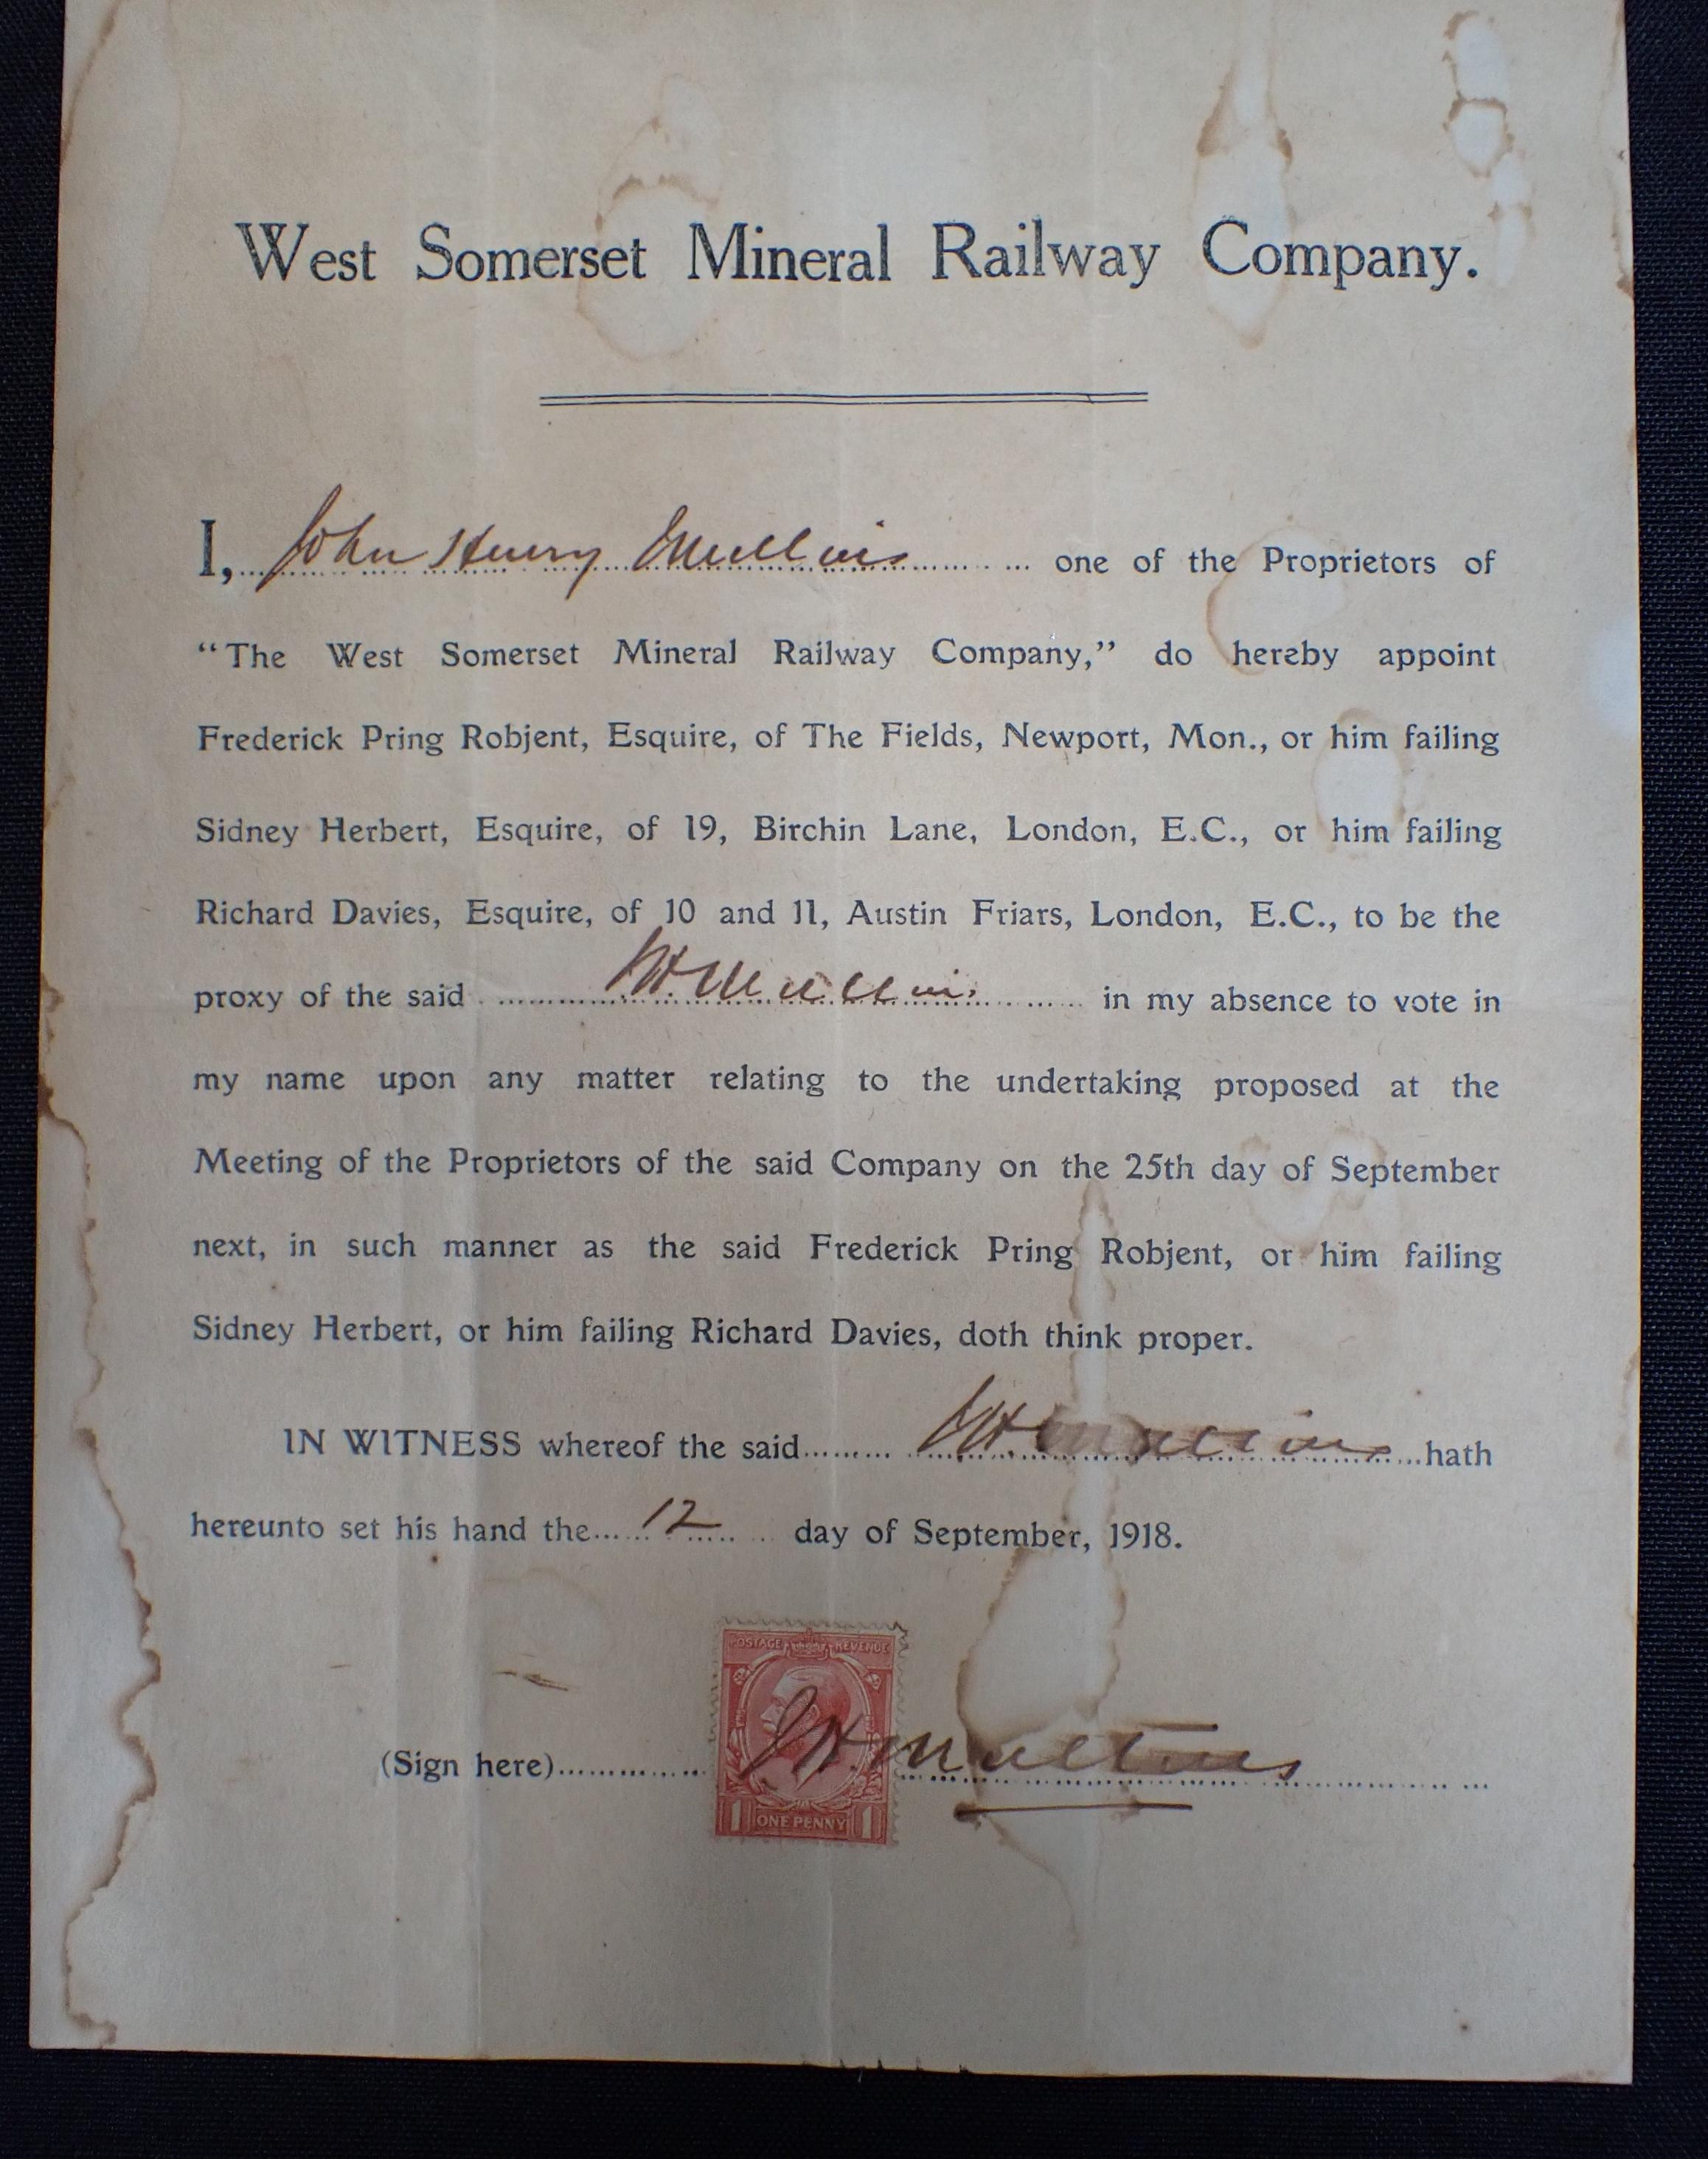 West Somerset Mineral Railway Company.
I, John Henry Mullins one of the Proprietors of
“The West Somerset Mineral Railway Company,” do hereby appoint
Frederick Pring Robjent, Esquire, of The Fields, Newport, Mon., or him failing
Sidney Herbert, Esquire, of 19, Birchin Lane, London, E.C., or him failing
Richard Davies, Esquire, of 10 and 11, Austin Friars, London, E.C., to be the
proxy of the said JH Mullins in my absence to vote in
my name upon any matter relating to the undertaking proposed at the
Meeting of the Proprietors of the said Company on the 25th day of September
next, in such manner as the said Frederick Pring Robjent, or him failing
Sidney Herbert, or him failing Richard Davies, doth think proper.
IN WITNESS whereof the said JH. Mullins hath
hereunto set his hand the 12 day of September, 1918.
POSTAGE REVENUE
(Sign here) JH. Mullins
1 ONE PENNY 1